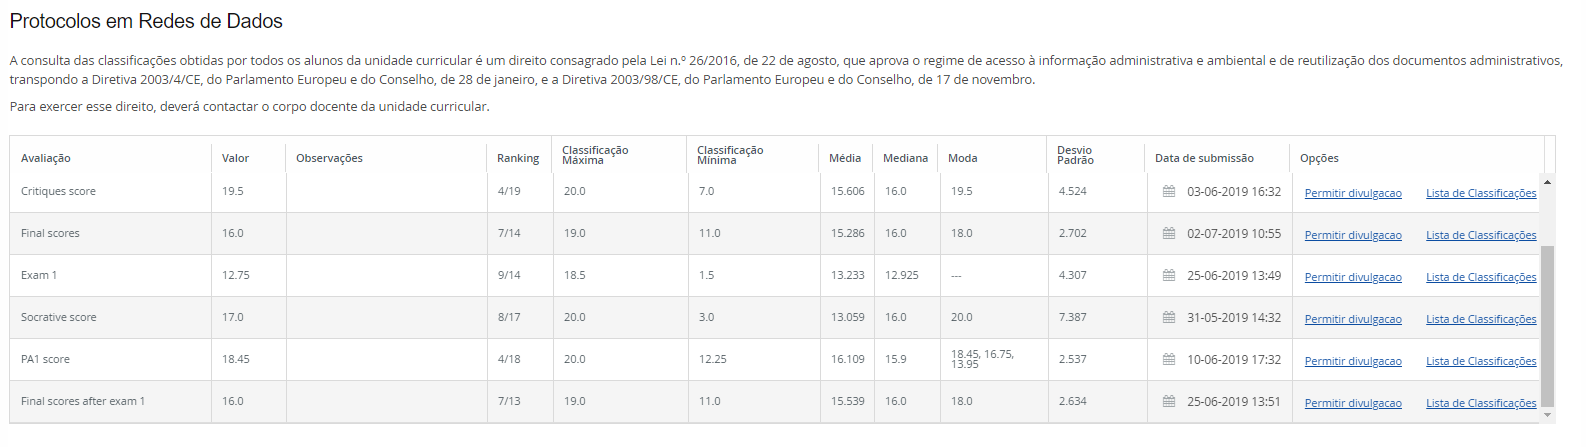 Protocolos em Redes de Dados
A consulta das classificações obtidas por todos os alunos da unidade curricular é um direito consagrado pela Lei n.º 26/2016, de 22 de agosto, que aprova o regime de acesso à informação administrativa e ambiental e de reutilização dos documentos administrativos,
transpondo a Diretiva 2003/4/CE, do Parlamento Europeu e do Conselho, de 28 de janeiro, e a Diretiva 2003/98/CE, do Parlamento Europeu e do Conselho, de 17 de novembro.
Para exercer esse direito, deverá contactar o corpo docente da unidade curricular.
Avaliação Valor Observações Ranking Classificação Máxima Classificação Mínima Média Mediana Moda Desvio Padrão Data de submissão Opções
Critiques score 19.5 4/19 20.0 7.0 15.606 16.0 19.5 4.524 03-06-2019 16:32 Permitir divulgacao Lista de Classificações
Final scores 16.0 7/14 19.0 11.0 15.286 16.0 18.0 2.702 02-07-2019 10:55 Permitir divulgacao Lista de Classificações
Exam 1 12.75 9/14 18.5 1.5 13.233 12.925 --- 4.307 25-06-2019 13:49 Permitir divulgacao Lista de Classificações
Socrative score 17.0 8/17 20.0 3.0 13.059 16.0 20.0 7.387 31-05-2019 14:32 Permitir divulgacao Lista de Classificações
PA1 score 18.45 4/18 20.0 12.25 16.109 15.9 18.45, 16.75, 13.95 2.537 10-06-2019 17:32 Permitir divulgacao Lista de Classificações
Final scores after exam 1 16.0 7/13 19.0 11.0 15.539 16.0 18.0 2.634 25-06-2019 13:51 Permitir divulgacao Lista de Classificações